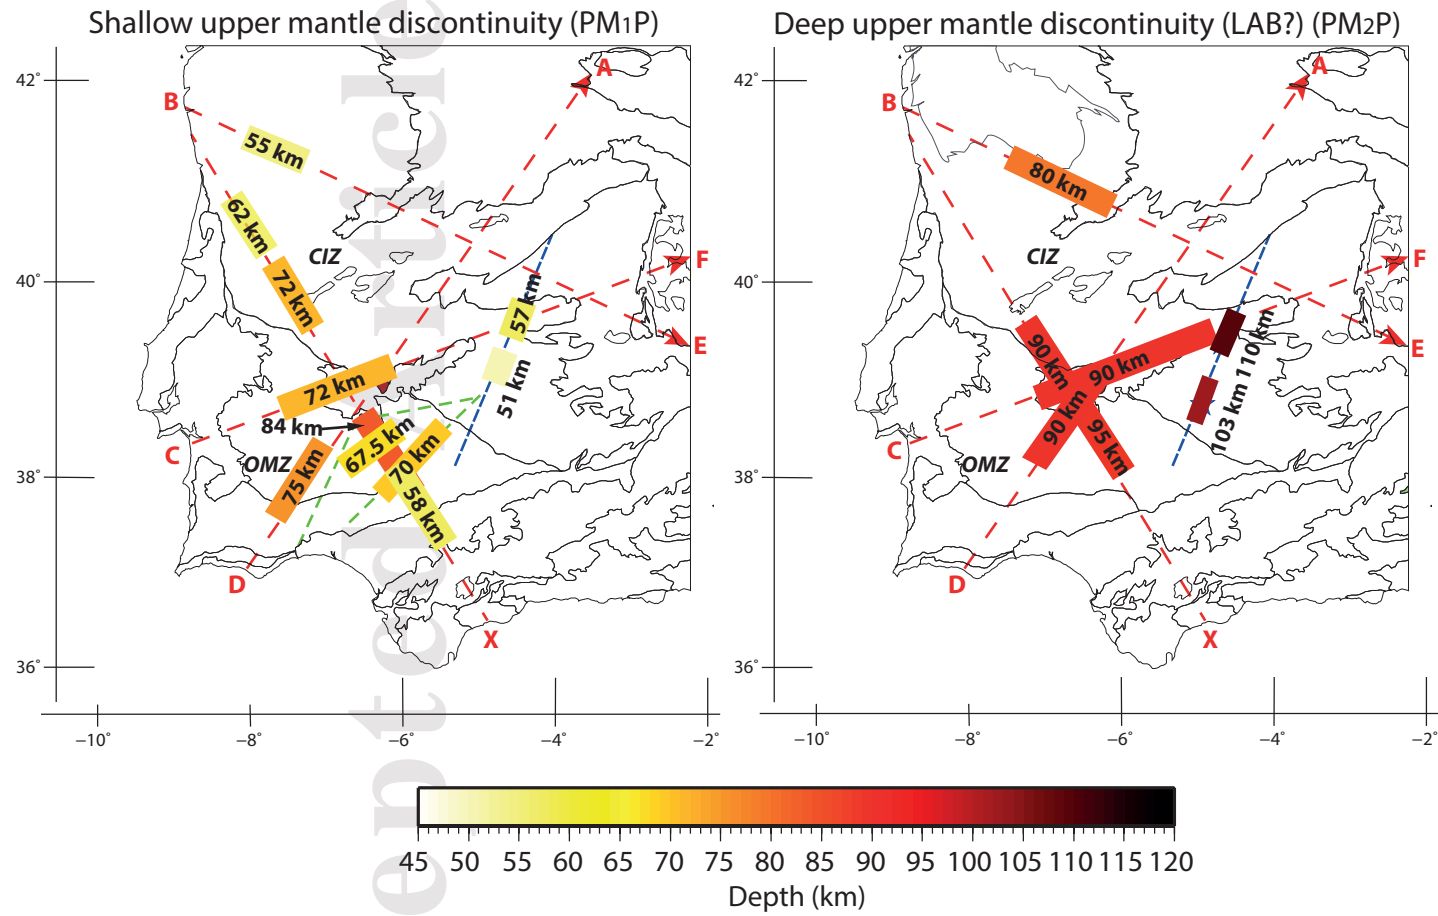 Shallow upper mantle discontinuity (PM1P)
Deep upper mantle discontinuity (LAB?) (PM2P)
42°
40°
38°
36°
−10°
−8°
−6°
−4°
−2°
A
B
55 km
62 km
CIZ
72 km
F
57 km
E
72 km
51 km
84 km
67.5 km
C
OMZ
75 km
70 km
58 km
D
X
42°
40°
38°
36°
−10°
−8°
−6°
−4°
−2°
A
B
80 km
CIZ
F
90 km
90 km
110 km
E
103 km
90 km
95 km
C
OMZ
D
X
45 50 55 60 65 70 75 80 85 90 95 100 105 110 115 120
Depth (km)
epted Article